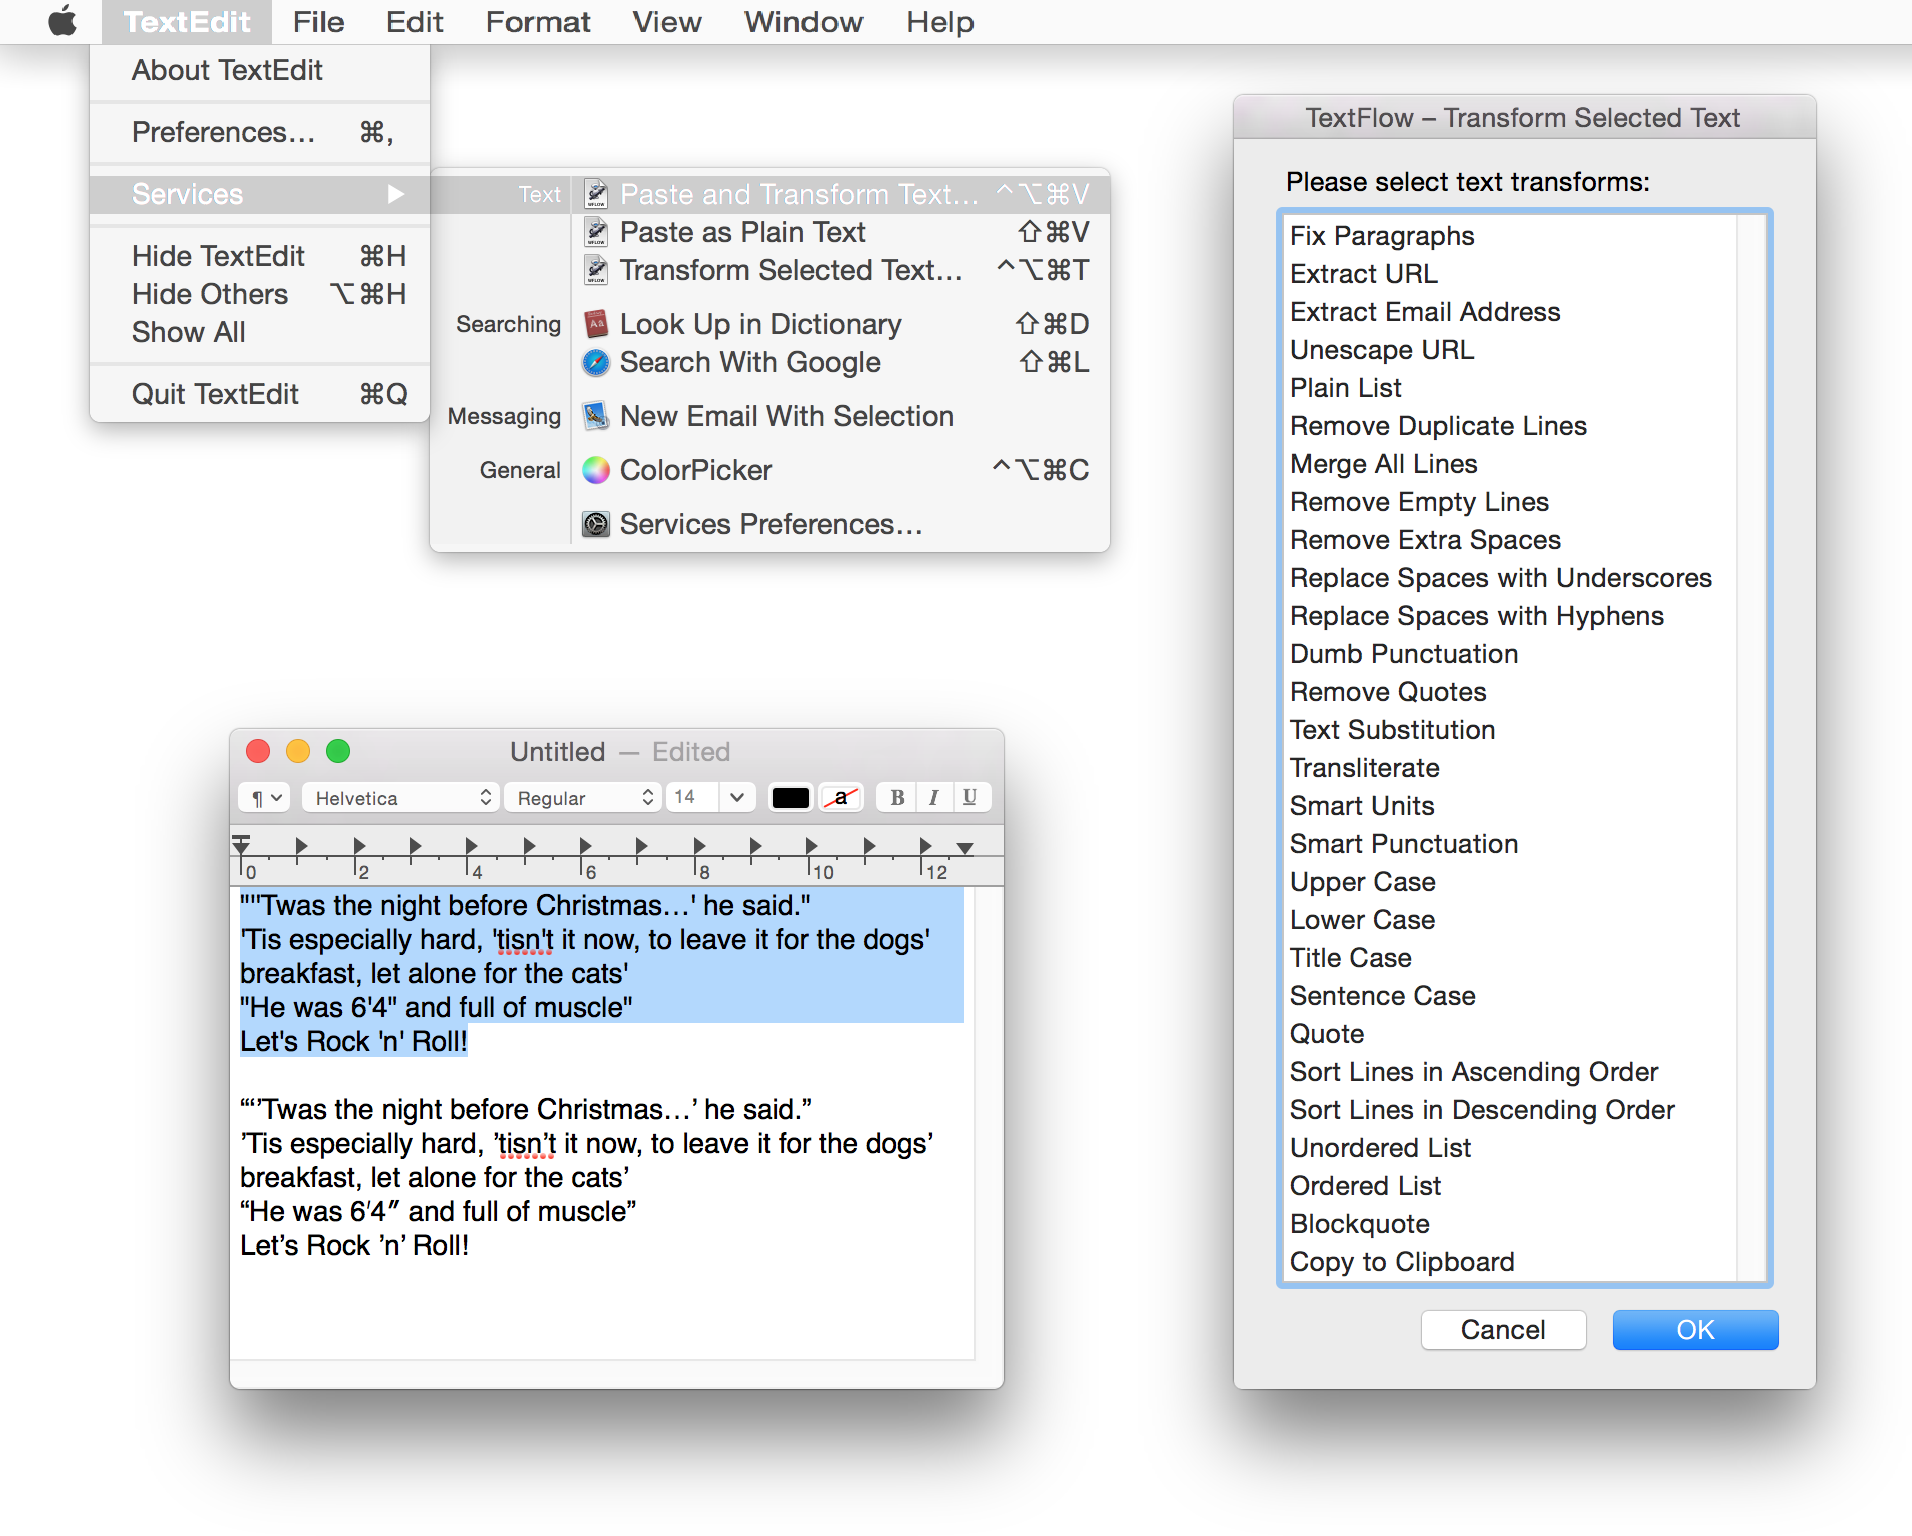 TextEdit File Edit Format View Window Help
About TextEdit
Preferences… ⌘,
Services ▶
Hide TextEdit ⌘H
Hide Others ⌥⌘H
Show All
Quit TextEdit ⌘Q
Text Paste and Transform Text… ^⌥⌘V
Paste as Plain Text ⇧⌘V
Transform Selected Text… ^⌥⌘T
Searching Look Up in Dictionary ⇧⌘D
Search With Google ⇧⌘L
Messaging New Email With Selection
General ColorPicker ^⌥⌘C
Services Preferences…
Untitled — Edited
¶ Helvetica Regular 14 a B I U
0 2 4 6 8 10 12
"''Twas the night before Christmas…' he said."
'Tis especially hard, 'tisn't it now, to leave it for the dogs'
breakfast, let alone for the cats'
"He was 6'4" and full of muscle"
Let's Rock 'n' Roll!
“‘’Twas the night before Christmas…’ he said.”
’Tis especially hard, ’tisn’t it now, to leave it for the dogs’
breakfast, let alone for the cats’
“He was 6′4″ and full of muscle”
Let’s Rock ’n’ Roll!
TextFlow – Transform Selected Text
Please select text transforms:
Fix Paragraphs
Extract URL
Extract Email Address
Unescape URL
Plain List
Remove Duplicate Lines
Merge All Lines
Remove Empty Lines
Remove Extra Spaces
Replace Spaces with Underscores
Replace Spaces with Hyphens
Dumb Punctuation
Remove Quotes
Text Substitution
Transliterate
Smart Units
Smart Punctuation
Upper Case
Lower Case
Title Case
Sentence Case
Quote
Sort Lines in Ascending Order
Sort Lines in Descending Order
Unordered List
Ordered List
Blockquote
Copy to Clipboard
Cancel OK